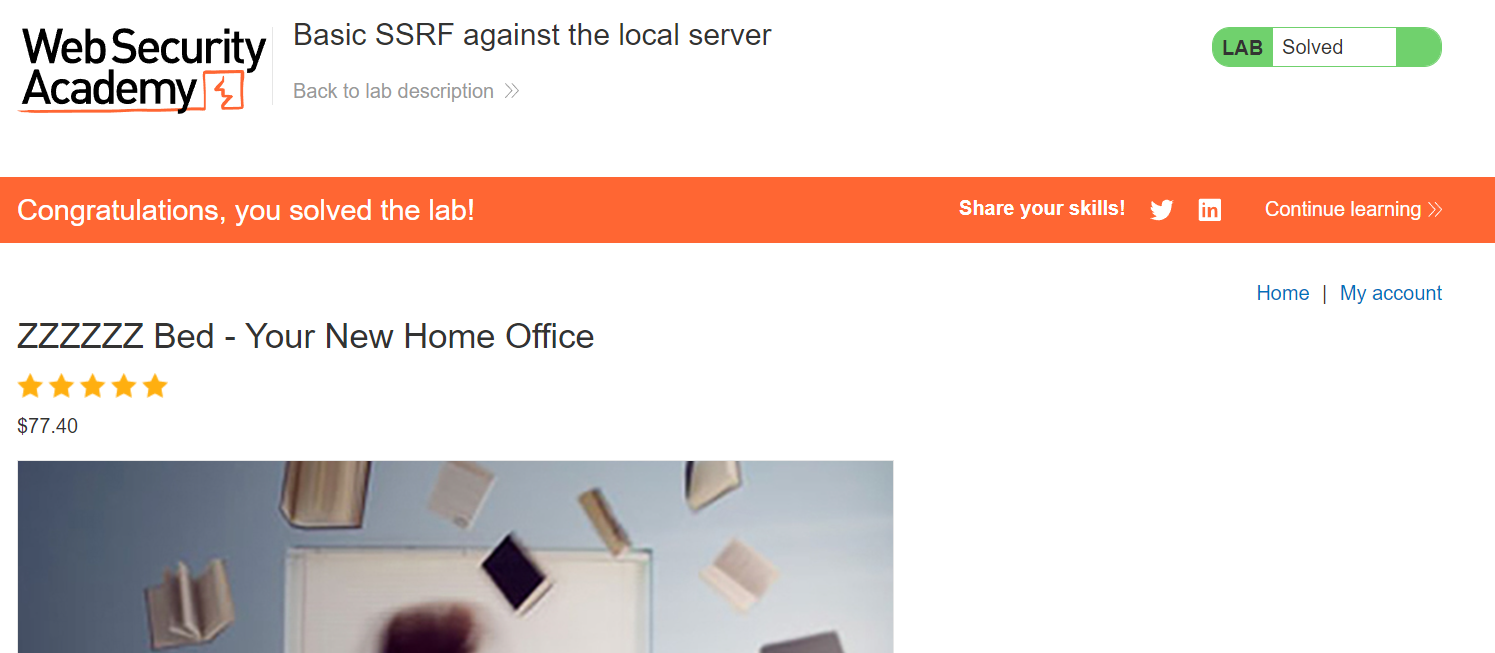 Web Security
Academy
Basic SSRF against the local server
Back to lab description
LAB Solved
Congratulations, you solved the lab!
Share your skills!
in
Continue learning
Home | My account
ZZZZZZ Bed - Your New Home Office
$77.40